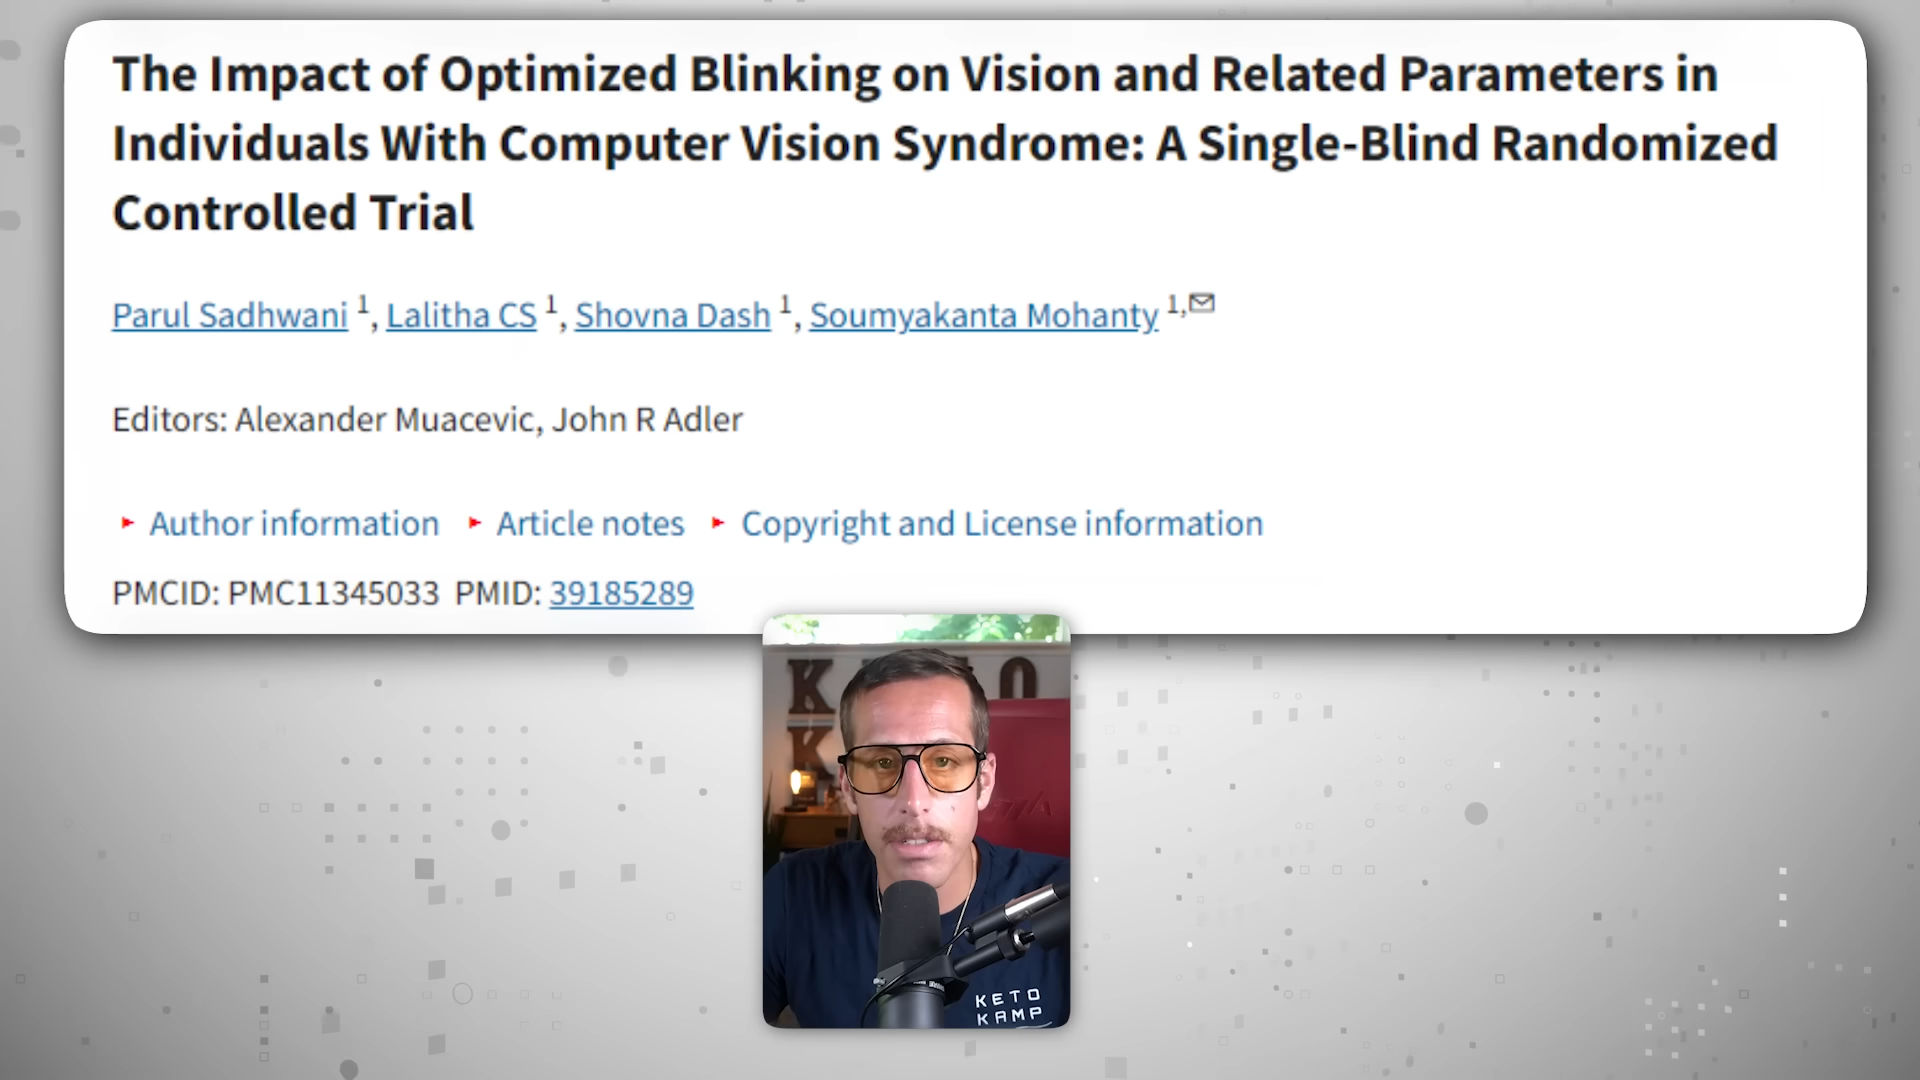 The Impact of Optimized Blinking on Vision and Related Parameters in
Individuals With Computer Vision Syndrome: A Single-Blind Randomized
Controlled Trial
Parul Sadhwani 1, Lalitha CS 1, Shovna Dash 1, Soumyakanta Mohanty 1,
Editors: Alexander Muacevic, John R Adler
Author information Article notes Copyright and License information
PMCID: PMC11345033 PMID: 39185289
K O
K
KETO
KAMP